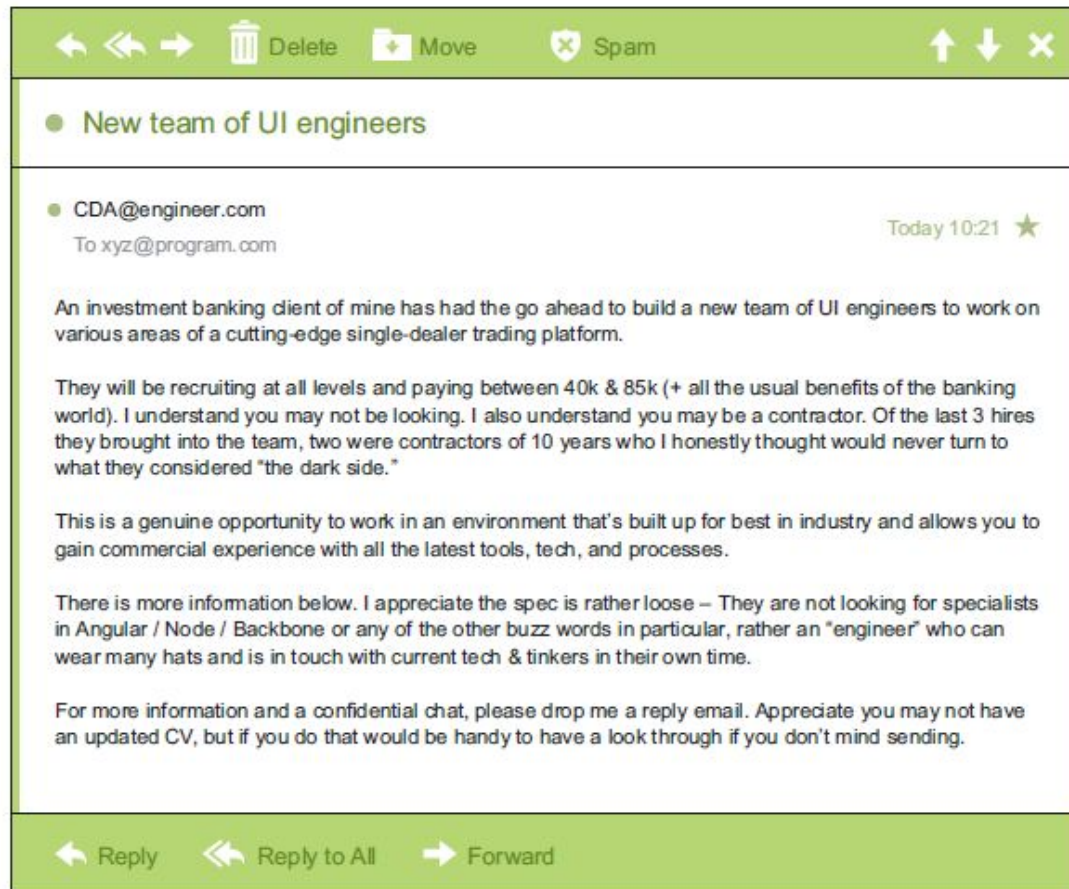 Delete Move Spam
New team of UI engineers
CDA@engineer.com
To xyz@program.com
Today 10:21
An investment banking client of mine has had the go ahead to build a new team of UI engineers to work on
various areas of a cutting-edge single-dealer trading platform.
They will be recruiting at all levels and paying between 40k & 85k (+ all the usual benefits of the banking
world). I understand you may not be looking. I also understand you may be a contractor. Of the last 3 hires
they brought into the team, two were contractors of 10 years who I honestly thought would never turn to
what they considered “the dark side.”
This is a genuine opportunity to work in an environment that’s built up for best in industry and allows you to
gain commercial experience with all the latest tools, tech, and processes.
There is more information below. I appreciate the spec is rather loose – They are not looking for specialists
in Angular / Node / Backbone or any of the other buzz words in particular, rather an “engineer” who can
wear many hats and is in touch with current tech & tinkers in their own time.
For more information and a confidential chat, please drop me a reply email. Appreciate you may not have
an updated CV, but if you do that would be handy to have a look through if you don’t mind sending.
Reply Reply to All Forward